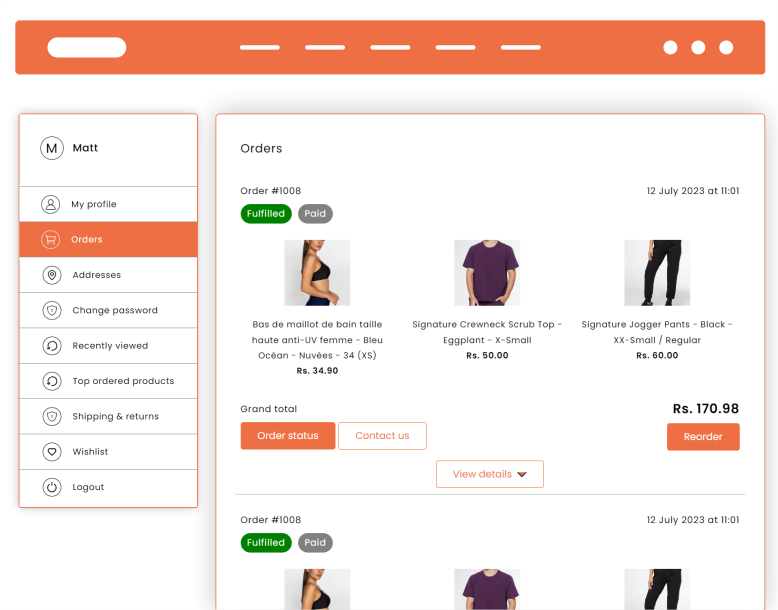 M Matt
My profile
Orders
Addresses
Change password
Recently viewed
Top ordered products
Shipping & returns
Wishlist
Logout
Orders
Order #1008 12 July 2023 at 11:01
Fulfilled Paid
Bas de maillot de bain taille
haute anti-UV femme - Bleu
Océan - Nuvées - 34 (XS)
Rs. 34.90
Signature Crewneck Scrub Top -
Eggplant - X-Small
Rs. 50.00
Signature Jogger Pants - Black -
XX-Small / Regular
Rs. 60.00
Grand total Rs. 170.98
Order status Contact us Reorder
View details
Order #1008 12 July 2023 at 11:01
Fulfilled Paid